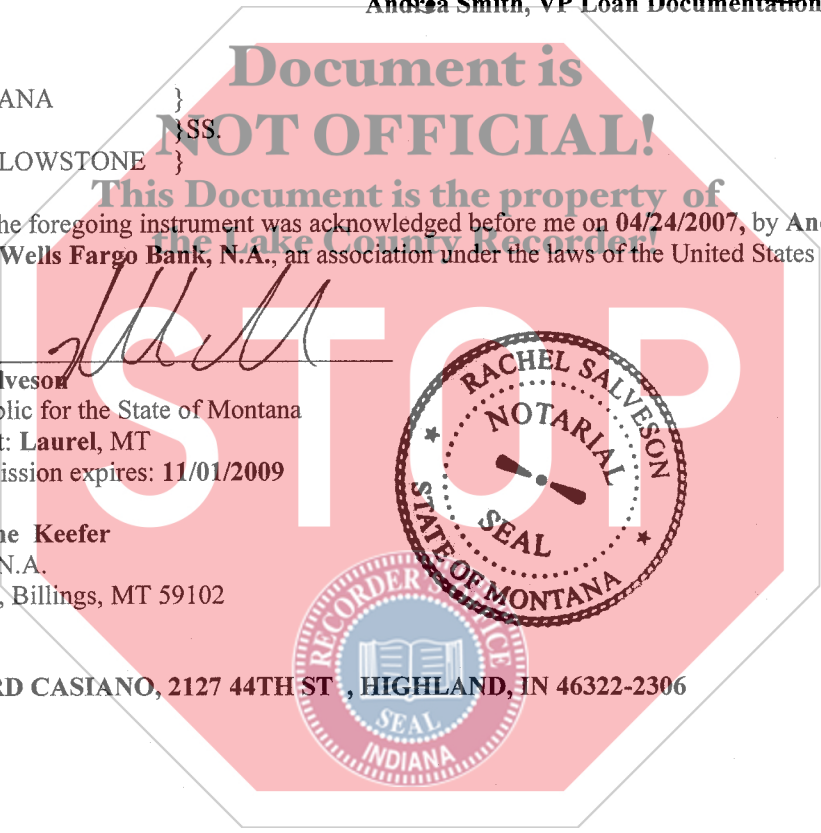 Andrea Smith, VP Loan Documentation
Document is
ANA }
NOT OFFICIAL!
}SS.
LOWSTONE }
This Document is the property of
he foregoing instrument was acknowledged before me on 04/24/2007, by An
the Lake County Recorder!
Wells Fargo Bank, N.A., an association under the laws of the United States
STOP
lveson
blic for the State of Montana
t: Laurel, MT
ission expires: 11/01/2009
RACHEL SALVESON
NOTARIAL
SEAL
STATE OF MONTANA
ne Keefer
N.A.
, Billings, MT 59102
RECORDER'S OFFICE
SEAL
INDIANA
RD CASIANO, 2127 44TH ST , HIGHLAND, IN 46322-2306